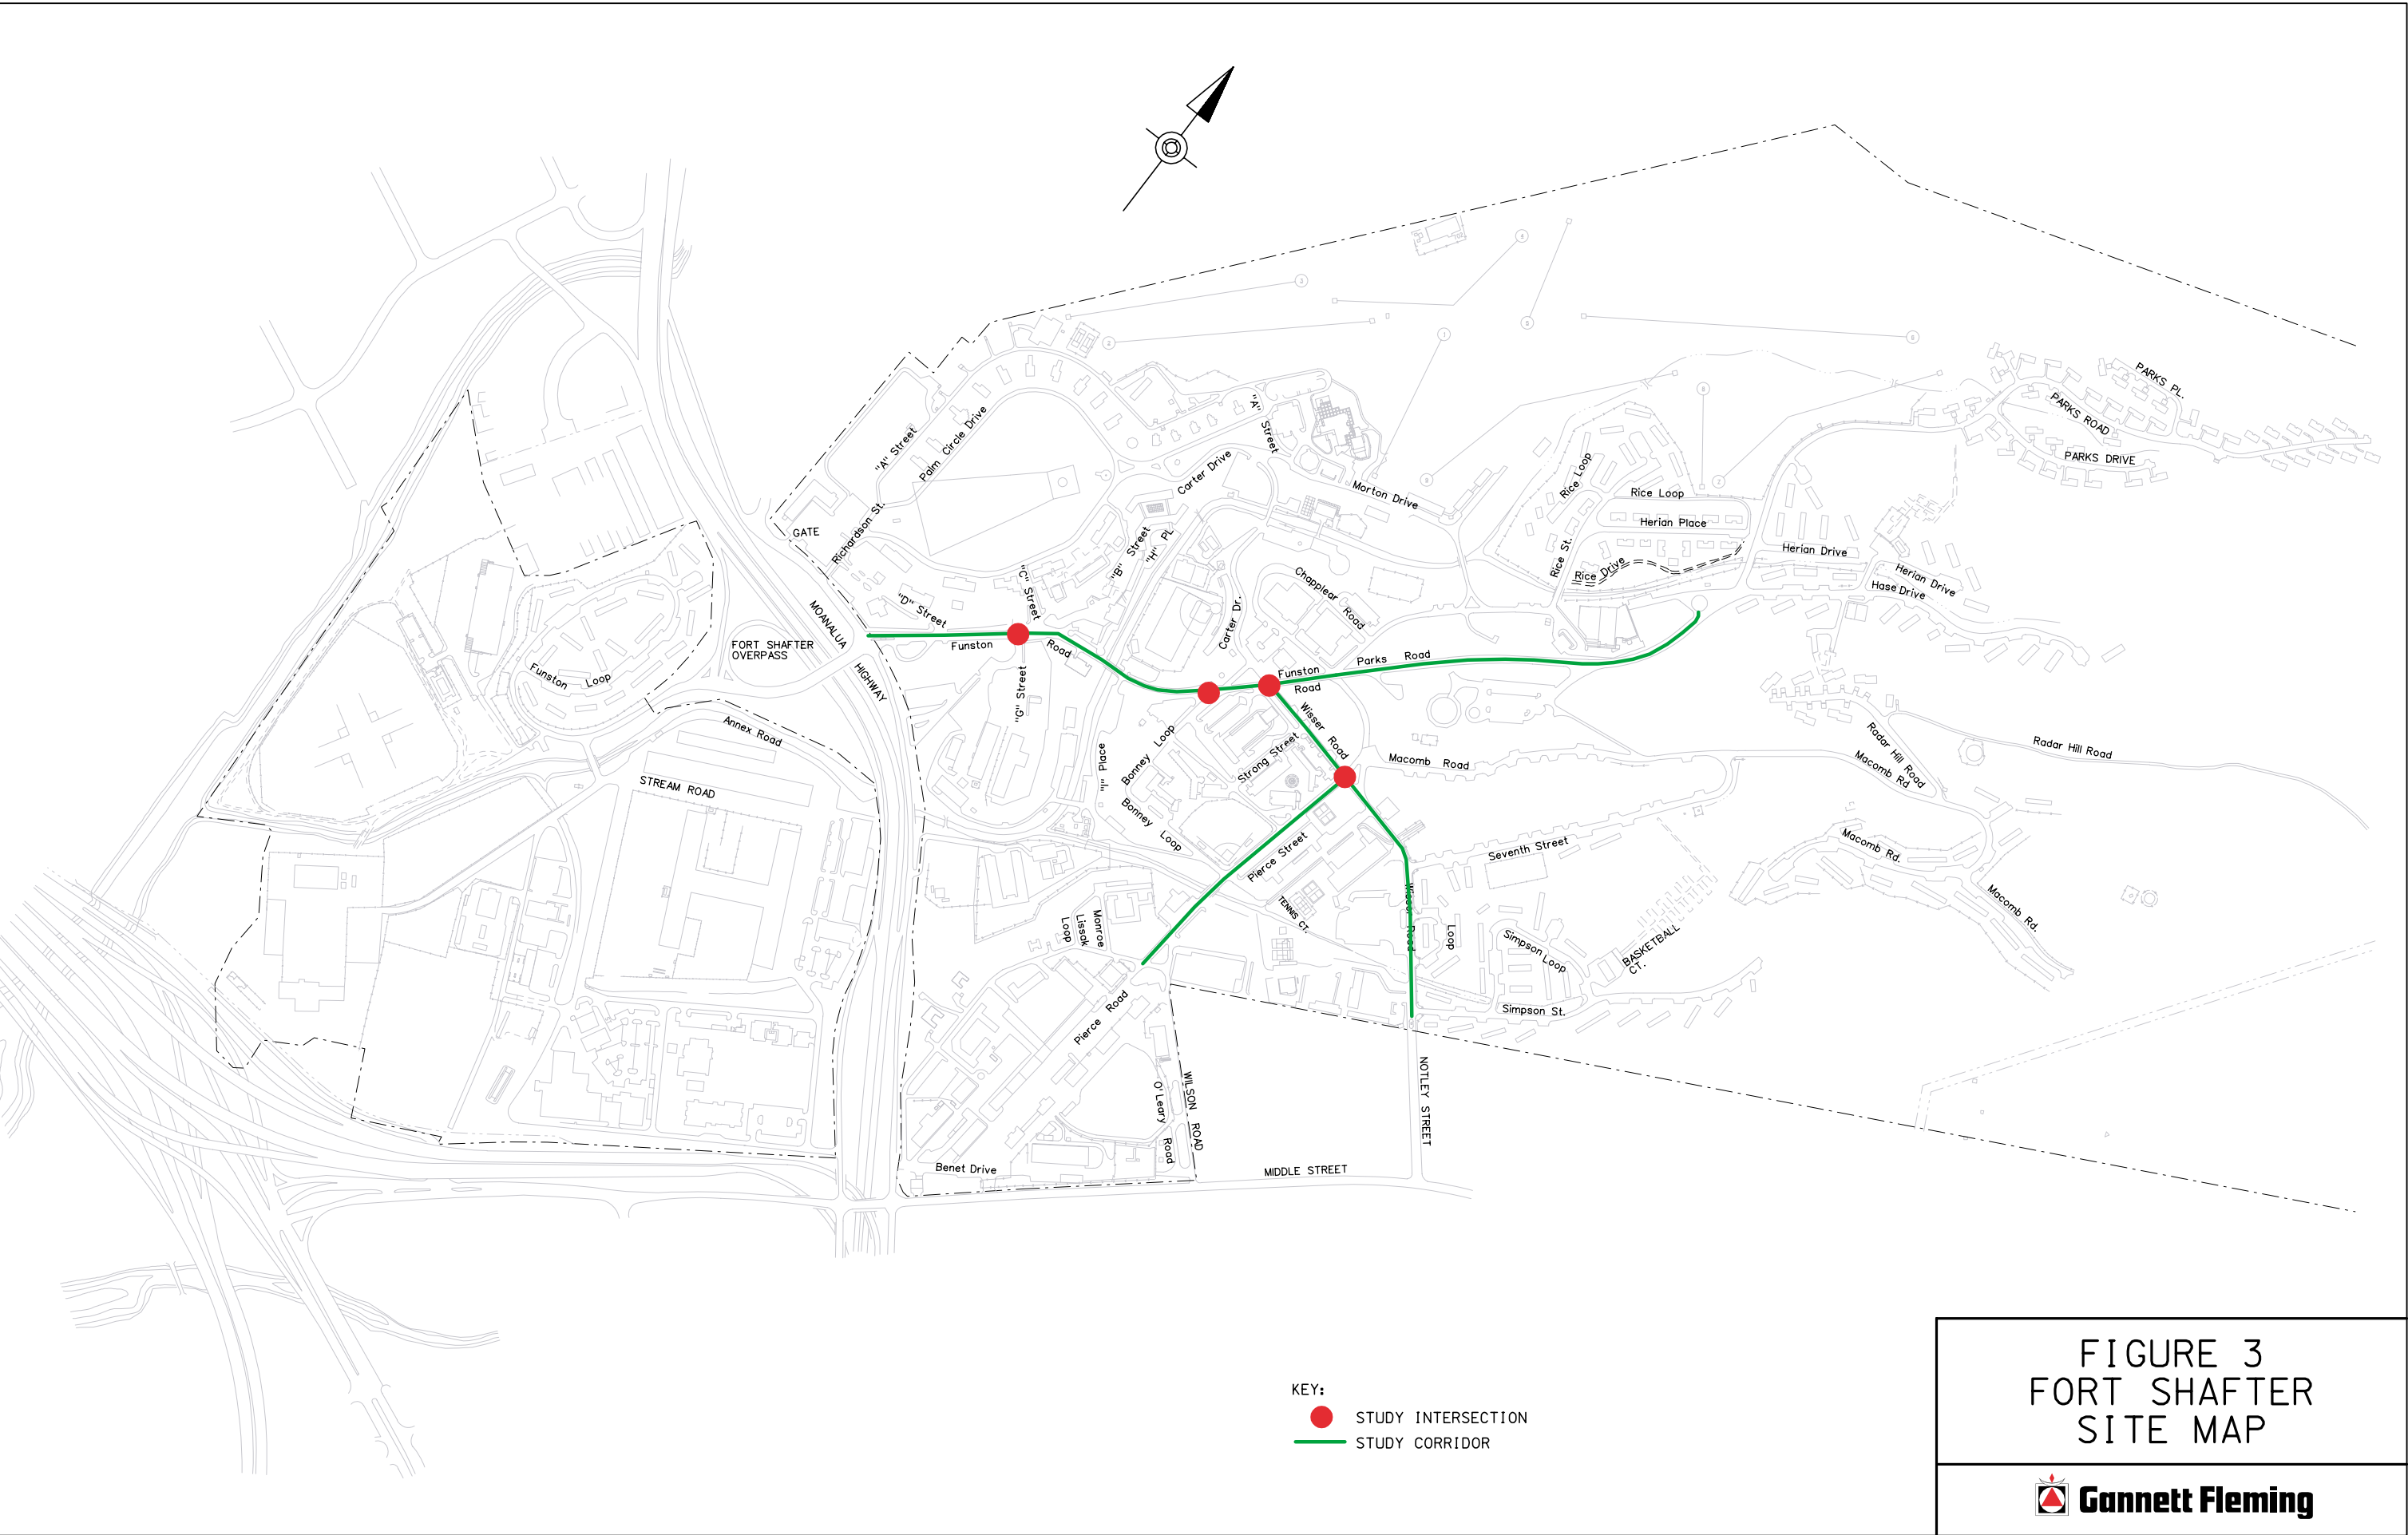 PARKS PL.
PARKS ROAD
PARKS DRIVE
"A" Street
Palm Circle Drive
"A" Street
Carter Drive
Morton Drive
Rice Loop
Rice Loop
Herian Place
Rice St.
Rice Drive
Herian Drive
Herian Drive
Hase Drive
GATE
Richardson St.
"B" Street
"H" PL
"C" Street
"D" Street
Carter Dr.
Chapplear Road
MOANALUA
HIGHWAY
FORT SHAFTER
OVERPASS
Funston Road
"G" Street
Funston Road
Parks Road
Funston Loop
Annex Road
STREAM ROAD
"I" Place
Bonney Loop
Bonney Loop
Strong Street
Wisser Road
Macomb Road
Radar Hill Road
Radar Hill Road
Macomb Rd
Macomb Rd.
Macomb Rd.
Seventh Street
Pierce Street
TENNIS CT.
Wisser Road
Loop
Simpson Loop
BASKETBALL
CT.
Simpson St.
Monroe
Lissak
Loop
Pierce Road
O'Leary Road
WILSON ROAD
NOTLEY STREET
Benet Drive
MIDDLE STREET
KEY:
STUDY INTERSECTION
STUDY CORRIDOR
FIGURE 3
FORT SHAFTER
SITE MAP
Gannett Fleming